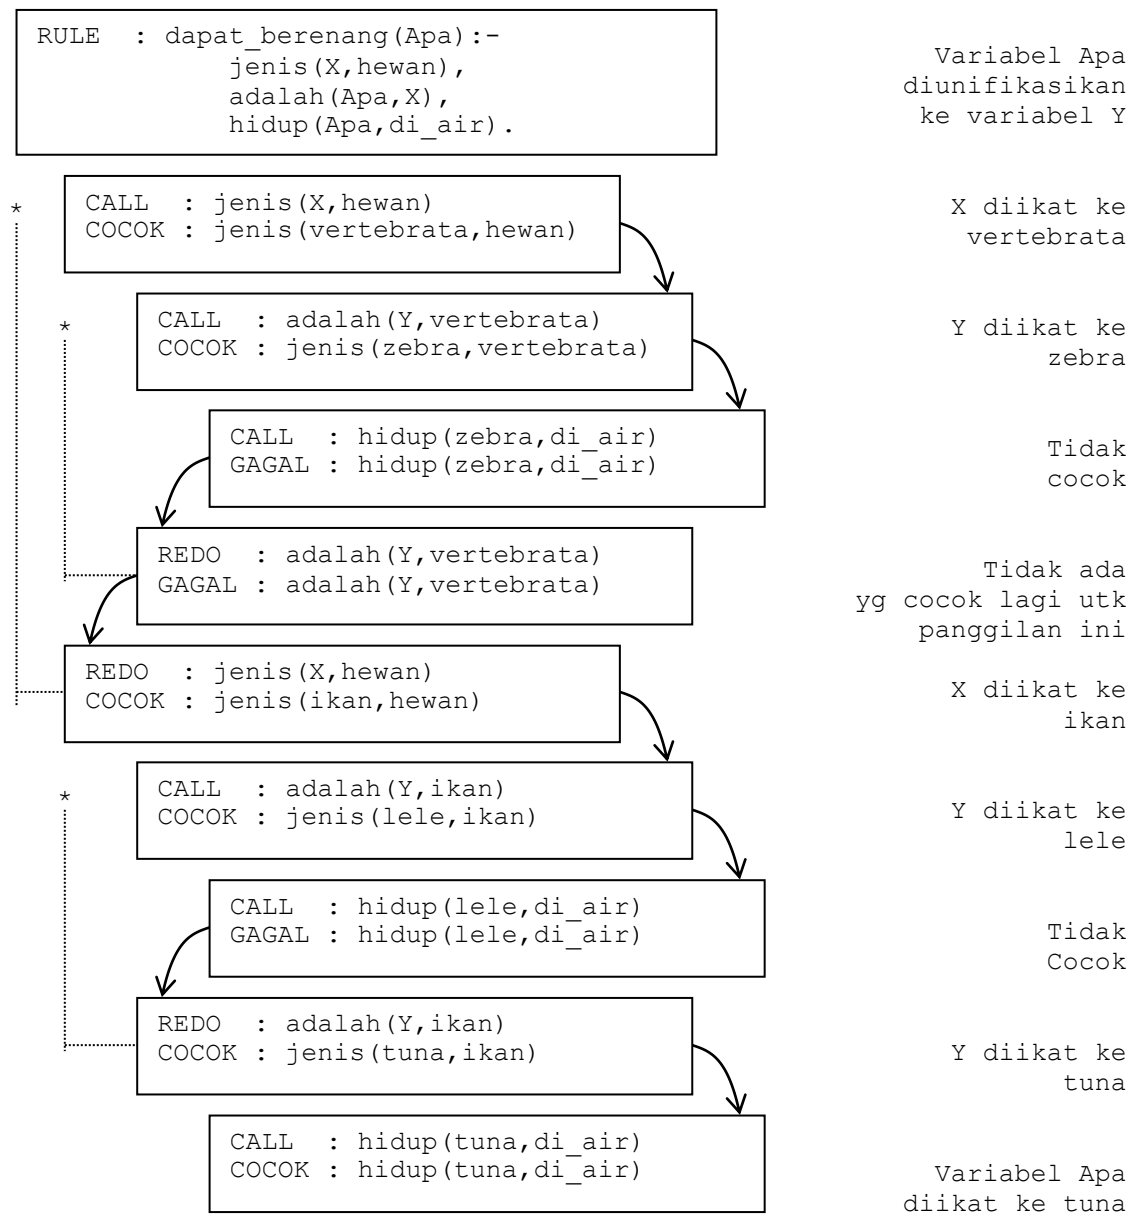 RULE  : dapat_berenang(Apa):-
jenis(X,hewan),
adalah(Apa,X),
hidup(Apa,di_air).
Variabel Apa
diunifikasikan
ke variabel Y
*
CALL  : jenis(X,hewan)
COCOK : jenis(vertebrata,hewan)
X diikat ke
vertebrata
*
CALL  : adalah(Y,vertebrata)
COCOK : jenis(zebra,vertebrata)
Y diikat ke
zebra
CALL  : hidup(zebra,di_air)
GAGAL : hidup(zebra,di_air)
Tidak
cocok
REDO  : adalah(Y,vertebrata)
GAGAL : adalah(Y,vertebrata)
Tidak ada
yg cocok lagi utk
panggilan ini
REDO  : jenis(X,hewan)
COCOK : jenis(ikan,hewan)
X diikat ke
ikan
*
CALL  : adalah(Y,ikan)
COCOK : jenis(lele,ikan)
Y diikat ke
lele
CALL  : hidup(lele,di_air)
GAGAL : hidup(lele,di_air)
Tidak
Cocok
REDO  : adalah(Y,ikan)
COCOK : jenis(tuna,ikan)
Y diikat ke
tuna
CALL  : hidup(tuna,di_air)
COCOK : hidup(tuna,di_air)
Variabel Apa
diikat ke tuna